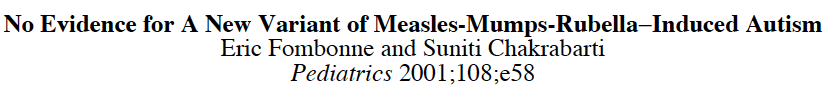 No Evidence for A New Variant of Measles-Mumps-Rubella–Induced Autism
Eric Fombonne and Suniti Chakrabarti
Pediatrics 2001;108;e58